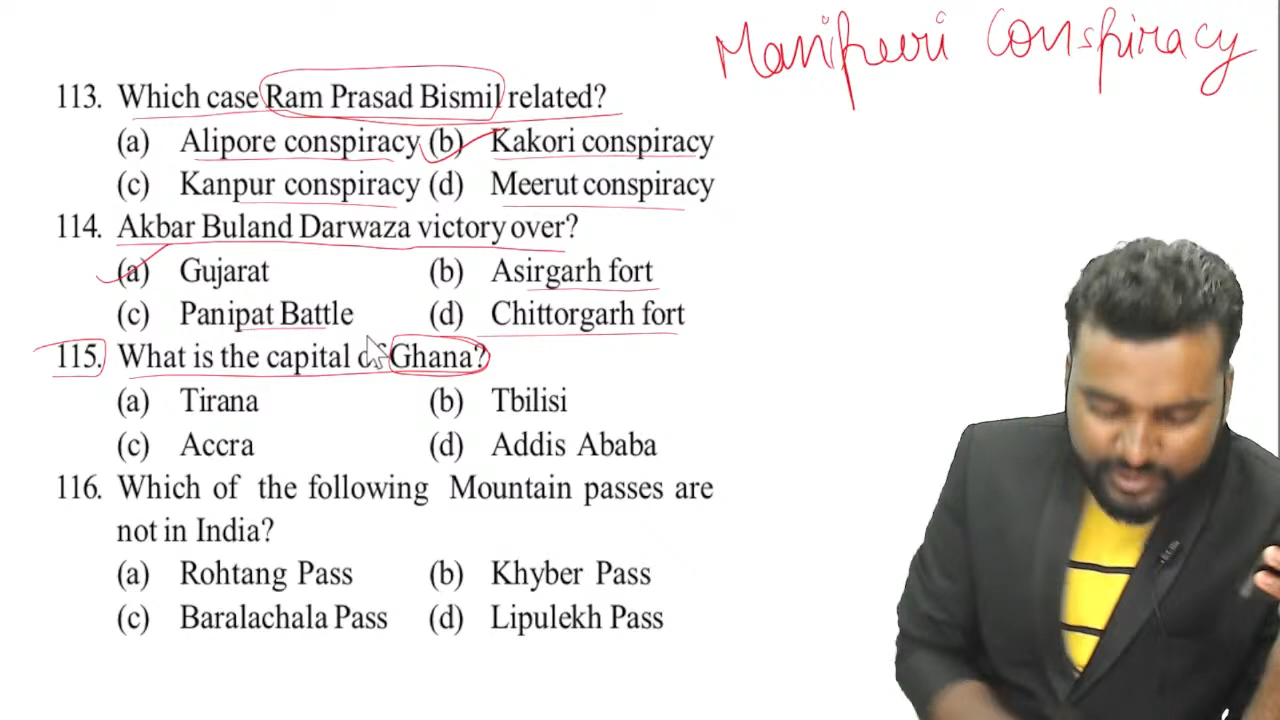 Manipuri Conspiracy
113. Which case Ram Prasad Bismil related?
(a) Alipore conspiracy (b) Kakori conspiracy
(c) Kanpur conspiracy (d) Meerut conspiracy
114. Akbar Buland Darwaza victory over?
(a) Gujarat (b) Asirgarh fort
(c) Panipat Battle (d) Chittorgarh fort
115. What is the capital of Ghana?
(a) Tirana (b) Tbilisi
(c) Accra (d) Addis Ababa
116. Which of the following Mountain passes are
not in India?
(a) Rohtang Pass (b) Khyber Pass
(c) Baralachala Pass (d) Lipulekh Pass